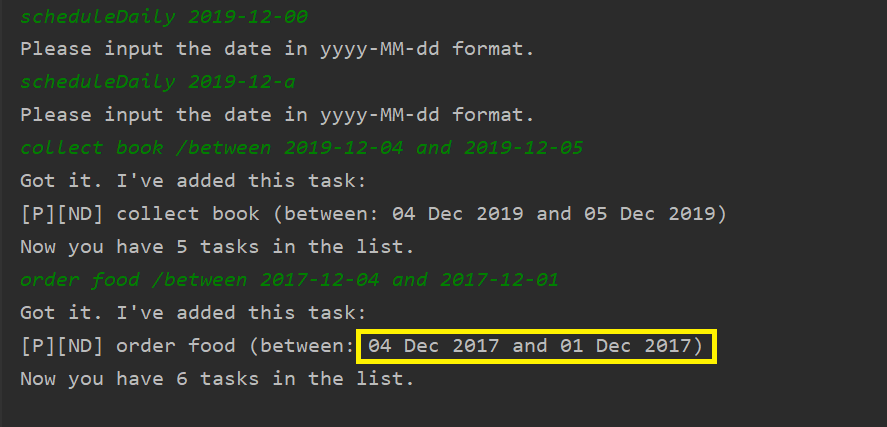 scheduleDaily 2019-12-00
Please input the date in yyyy-MM-dd format.
scheduleDaily 2019-12-a
Please input the date in yyyy-MM-dd format.
collect book /between 2019-12-04 and 2019-12-05
Got it. I've added this task:
[P][ND] collect book (between: 04 Dec 2019 and 05 Dec 2019)
Now you have 5 tasks in the list.
order food /between 2017-12-04 and 2017-12-01
Got it. I've added this task:
[P][ND] order food (between: 04 Dec 2017 and 01 Dec 2017)
Now you have 6 tasks in the list.